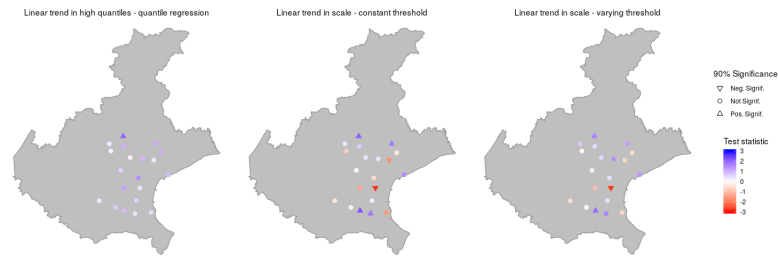 Linear trend in high quantiles - quantile regression
Linear trend in scale - constant threshold
Linear trend in scale - varying threshold
90% Significance
Neg. Signif.
Not Signif.
Pos. Signif.
Test statistic
3
2
1
0
-1
-2
-3